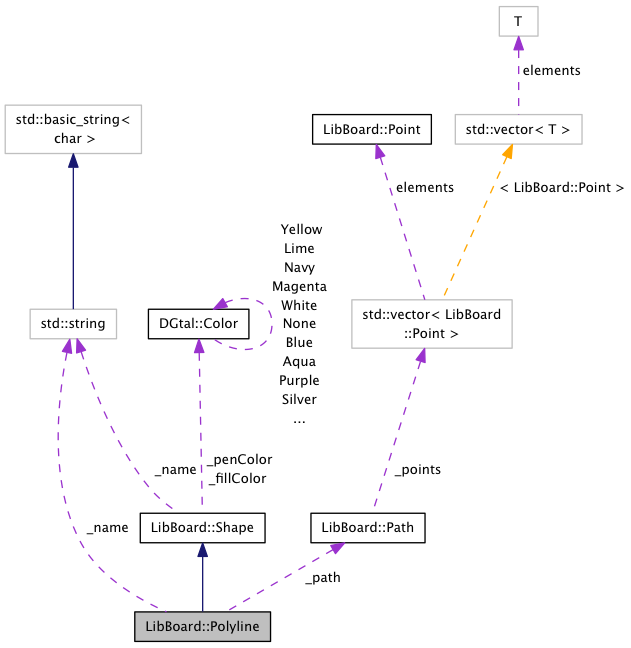 T
elements
std::basic_string<
char >
LibBoard::Point
std::vector< T >
elements
< LibBoard::Point >
Yellow
Lime
Navy
Magenta
White
None
Blue
Aqua
Purple
Silver
...
std::string
DGtal::Color
std::vector< LibBoard
::Point >
_name
_penColor
_fillColor
_points
_name
LibBoard::Shape
LibBoard::Path
_path
LibBoard::Polyline